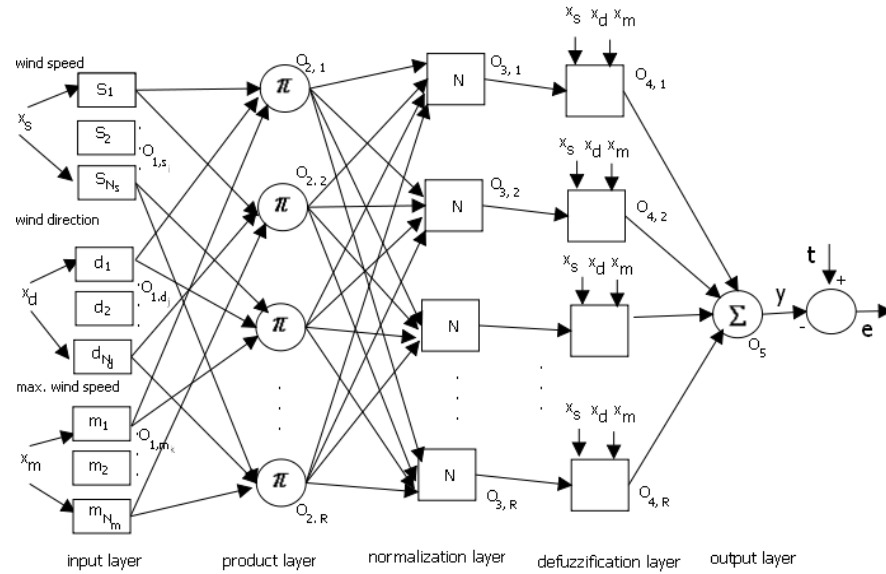 wind speed
x_s
S_1
S_2
S_{N_s}
O_{1,s_i}
wind direction
x_d
d_1
d_2
d_{N_d}
O_{1,d_j}
max. wind speed
x_m
m_1
m_2
m_{N_m}
O_{1,m_k}
π O_{2,1}
π O_{2,2}
π
π O_{2,R}
N O_{3,1}
N O_{3,2}
N
N O_{3,R}
x_s x_d x_m
O_{4,1}
x_s x_d x_m
O_{4,2}
x_s x_d x_m
x_s x_d x_m
O_{4,R}
Σ
O_5
y
t
+
-
e
input layer product layer normalization layer defuzzification layer output layer